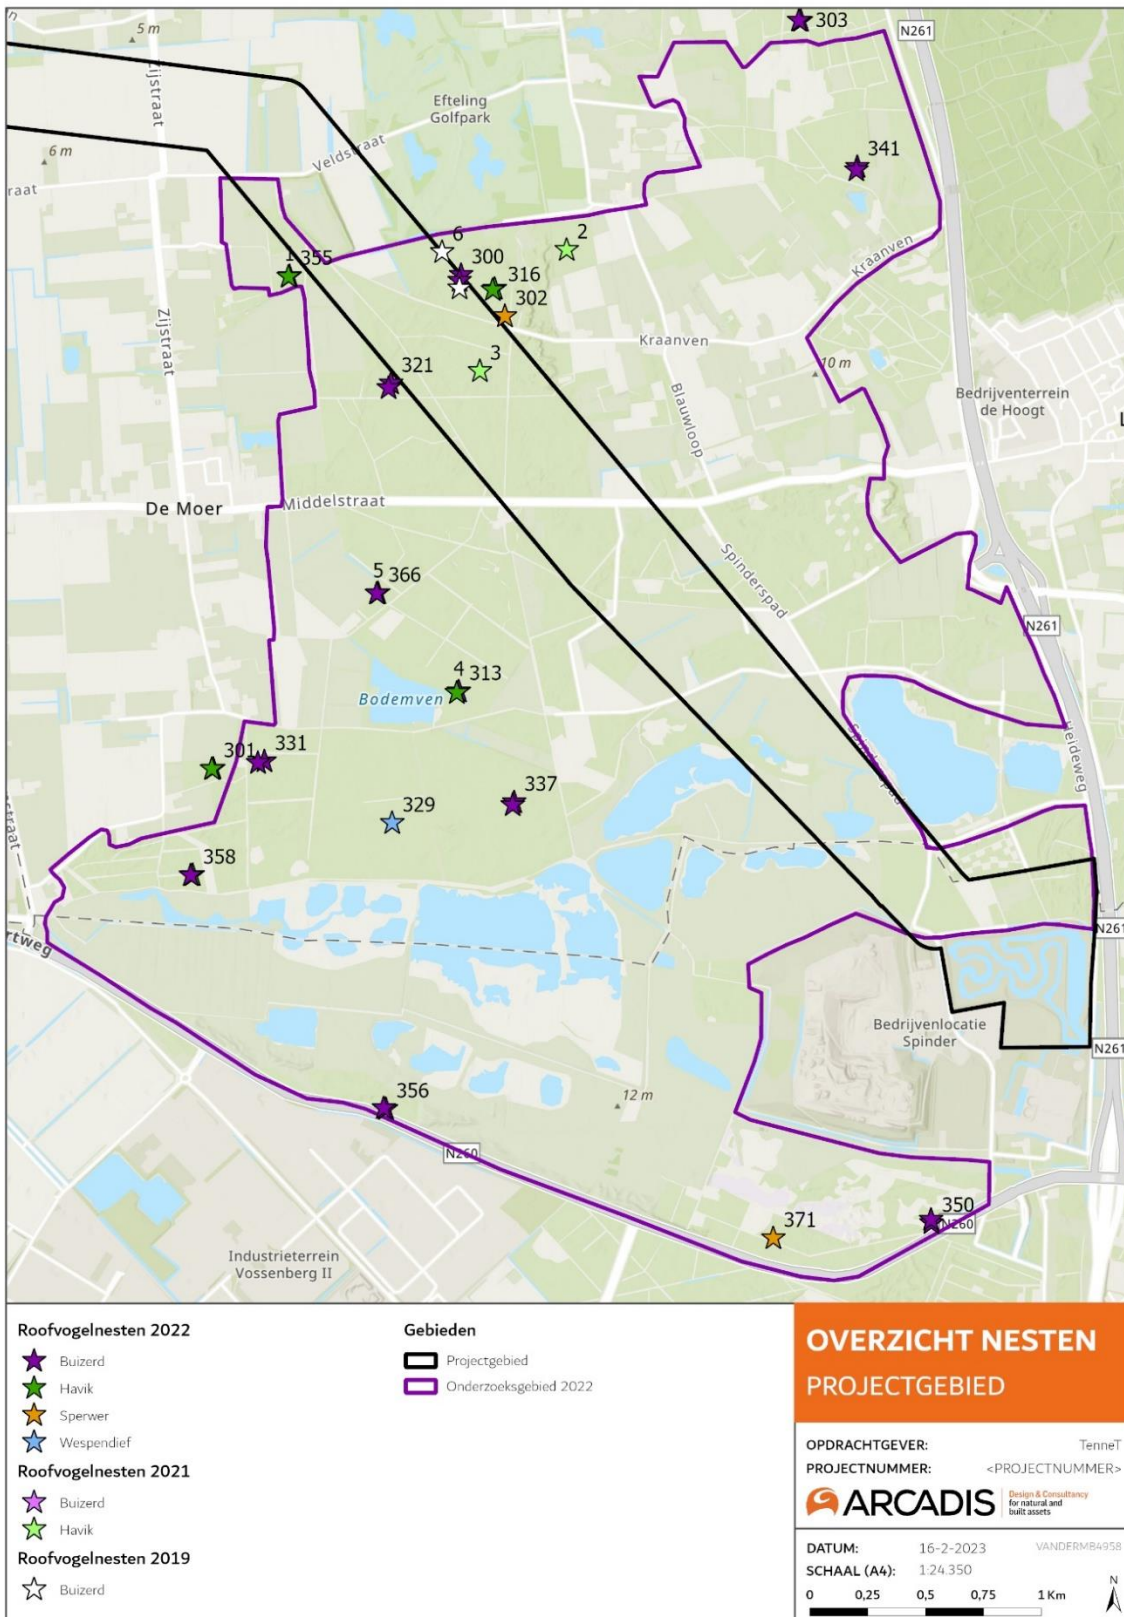 5 m
Zijstraat
303
N261
Efteling
Golfpark
6 m
Veldstraat
raat
341
6
2
1
355
300
316
302
Kraanven
Zijstraat
Kraanven
321
3
10 m
Bedrijventerrein
de Hoogt
L
Blauwloop
De Moer
Middelstraat
5
366
Spinderspad
N261
4
313
Bodemven
301
331
Heideweg
337
329
358
straat
rtweg
N261
Bedrijvenlocatie
Spinder
N261
356
12 m
N260
371
350
N260
Industrieterrein
Vossenberg II
Roofvogelnesten 2022
Buizerd
Havik
Sperwer
Wespendief
Roofvogelnesten 2021
Buizerd
Havik
Roofvogelnesten 2019
Buizerd
Gebieden
Projectgebied
Onderzoeksgebied 2022
OVERZICHT NESTEN
PROJECTGEBIED
OPDRACHTGEVER: TenneT
PROJECTNUMMER: <PROJECTNUMMER>
ARCADIS
Design & Consultancy
for natural and
built assets
DATUM: 16-2-2023 VANDERMB4958
SCHAAL (A4): 1:24.350
0 0,25 0,5 0,75 1 Km
N